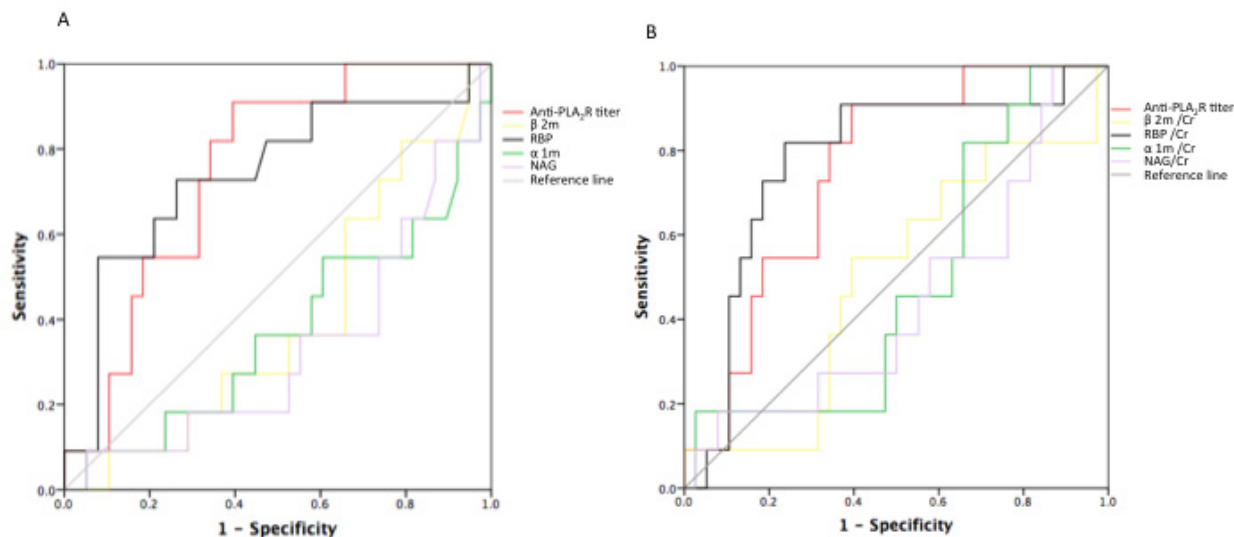 A
1.0
0.8
0.6
0.4
0.2
0.0
Sensitivity
0.0 0.2 0.4 0.6 0.8 1.0
1 – Specificity
Anti-PLA₂R titer
β 2m
RBP
α 1m
NAG
Reference line
B
1.0
0.8
0.6
0.4
0.2
0.0
Sensitivity
0.0 0.2 0.4 0.6 0.8 1.0
1 – Specificity
Anti-PLA₂R titer
β 2m /Cr
RBP /Cr
α 1m /Cr
NAG/Cr
Reference line